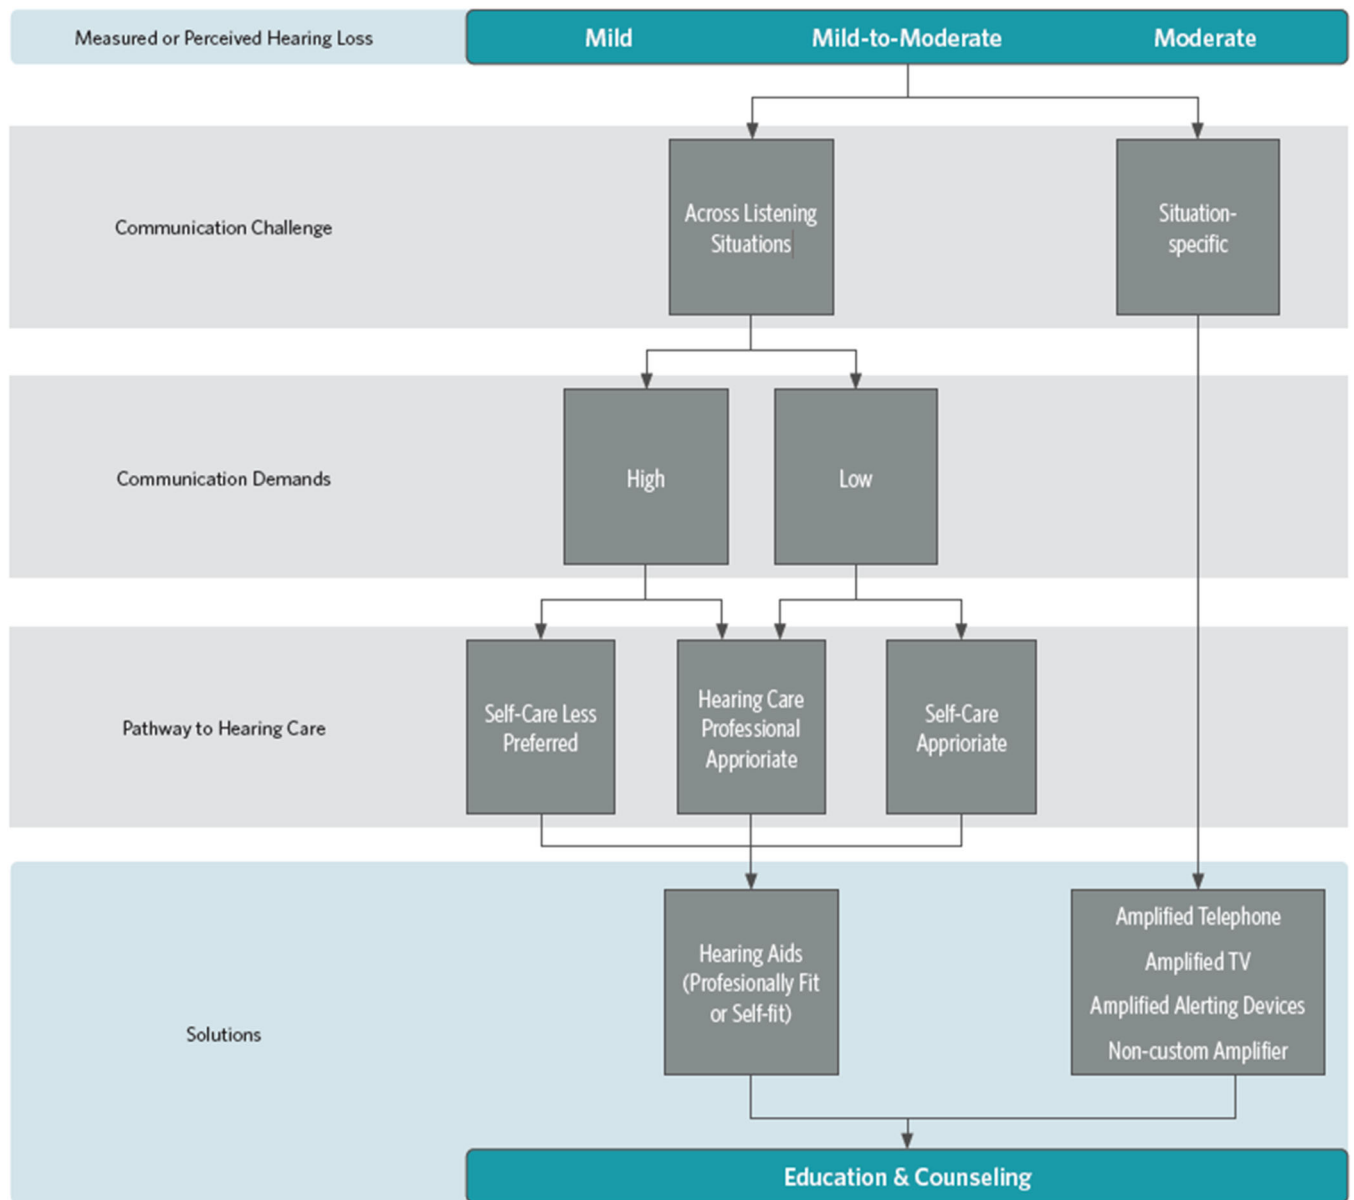 Measured or Perceived Hearing Loss
Mild
Mild-to-Moderate
Moderate
Communication Challenge
Across Listening
Situations
Situation-
specific
Communication Demands
High
Low
Pathway to Hearing Care
Self-Care Less
Preferred
Hearing Care
Professional
Apprioriate
Self-Care
Apprioriate
Solutions
Hearing Aids
(Profesionally Fit
or Self-fit)
Amplified Telephone
Amplified TV
Amplified Alerting Devices
Non-custom Amplifier
Education & Counseling